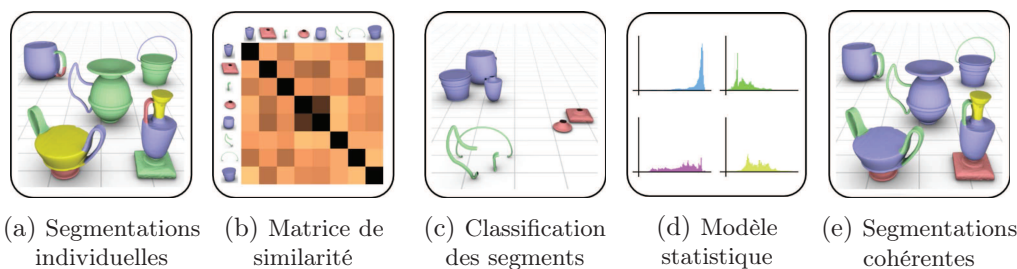 (a) Segmentations
individuelles
(b) Matrice de
similarité
(c) Classification
des segments
(d) Modèle
statistique
(e) Segmentations
cohérentes